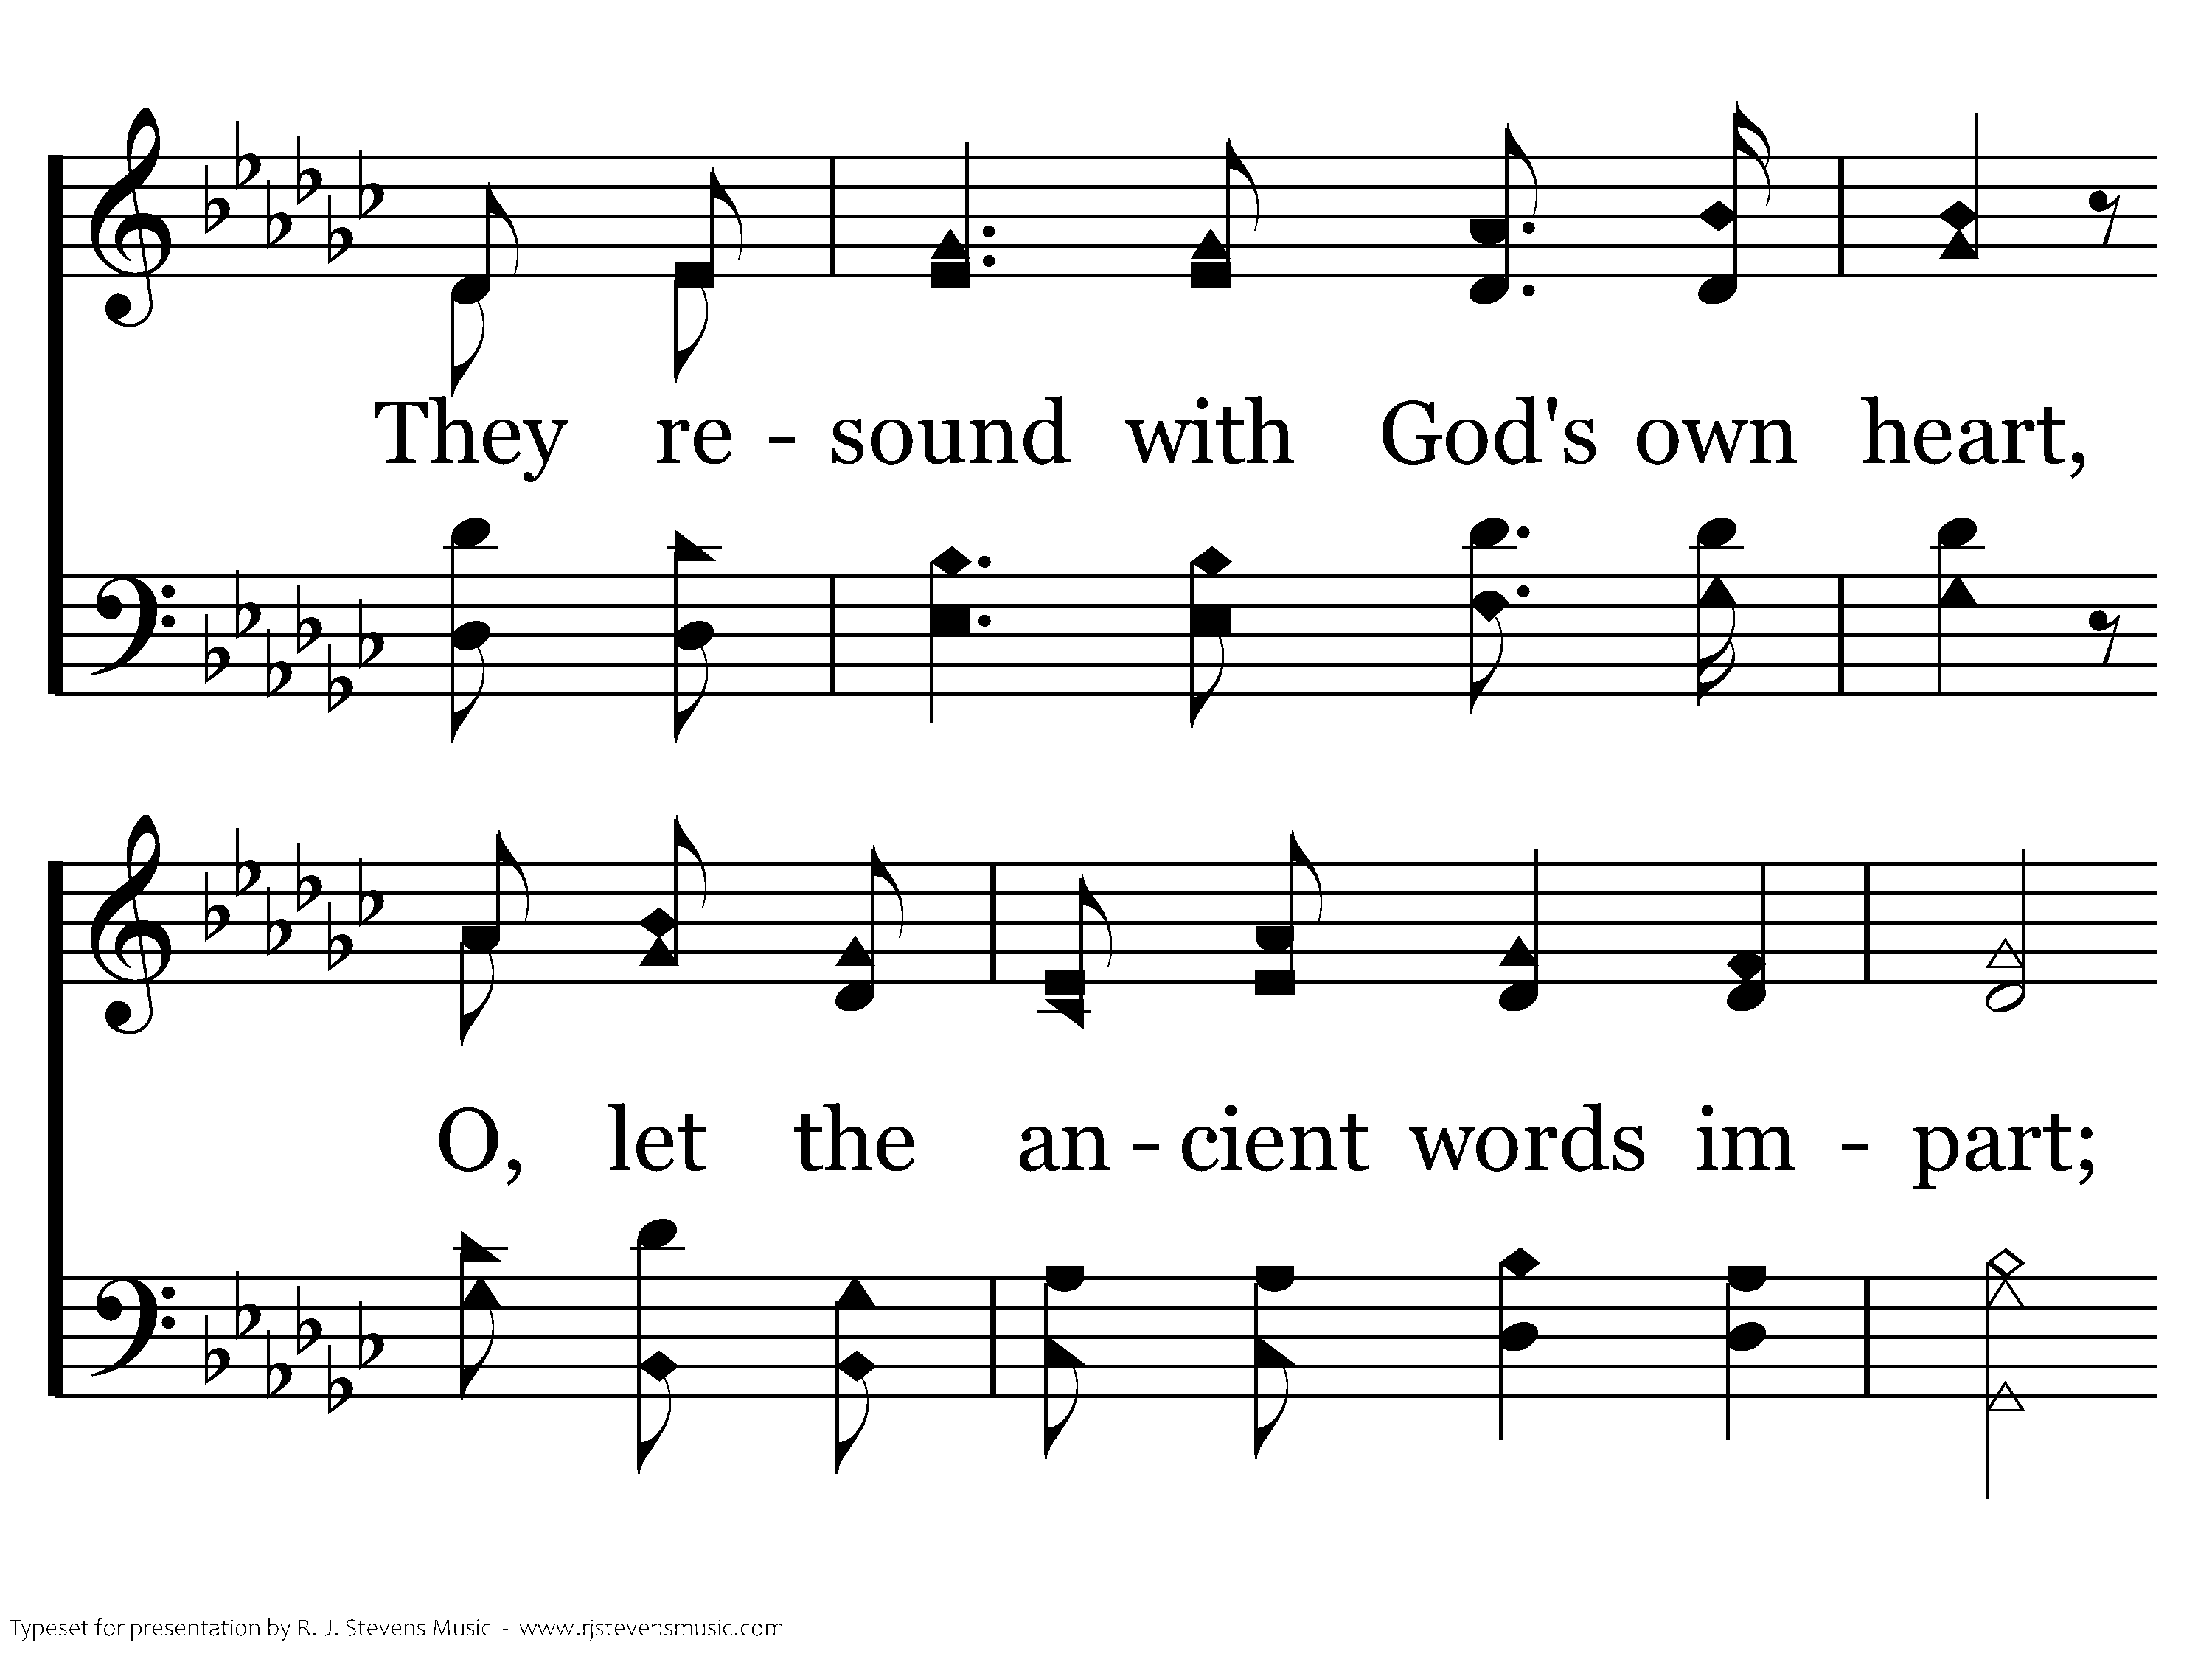 They re - sound with God's own heart,
O, let the an - cient words im - part;
Typeset for presentation by R. J. Stevens Music - www.rjstevensmusic.com